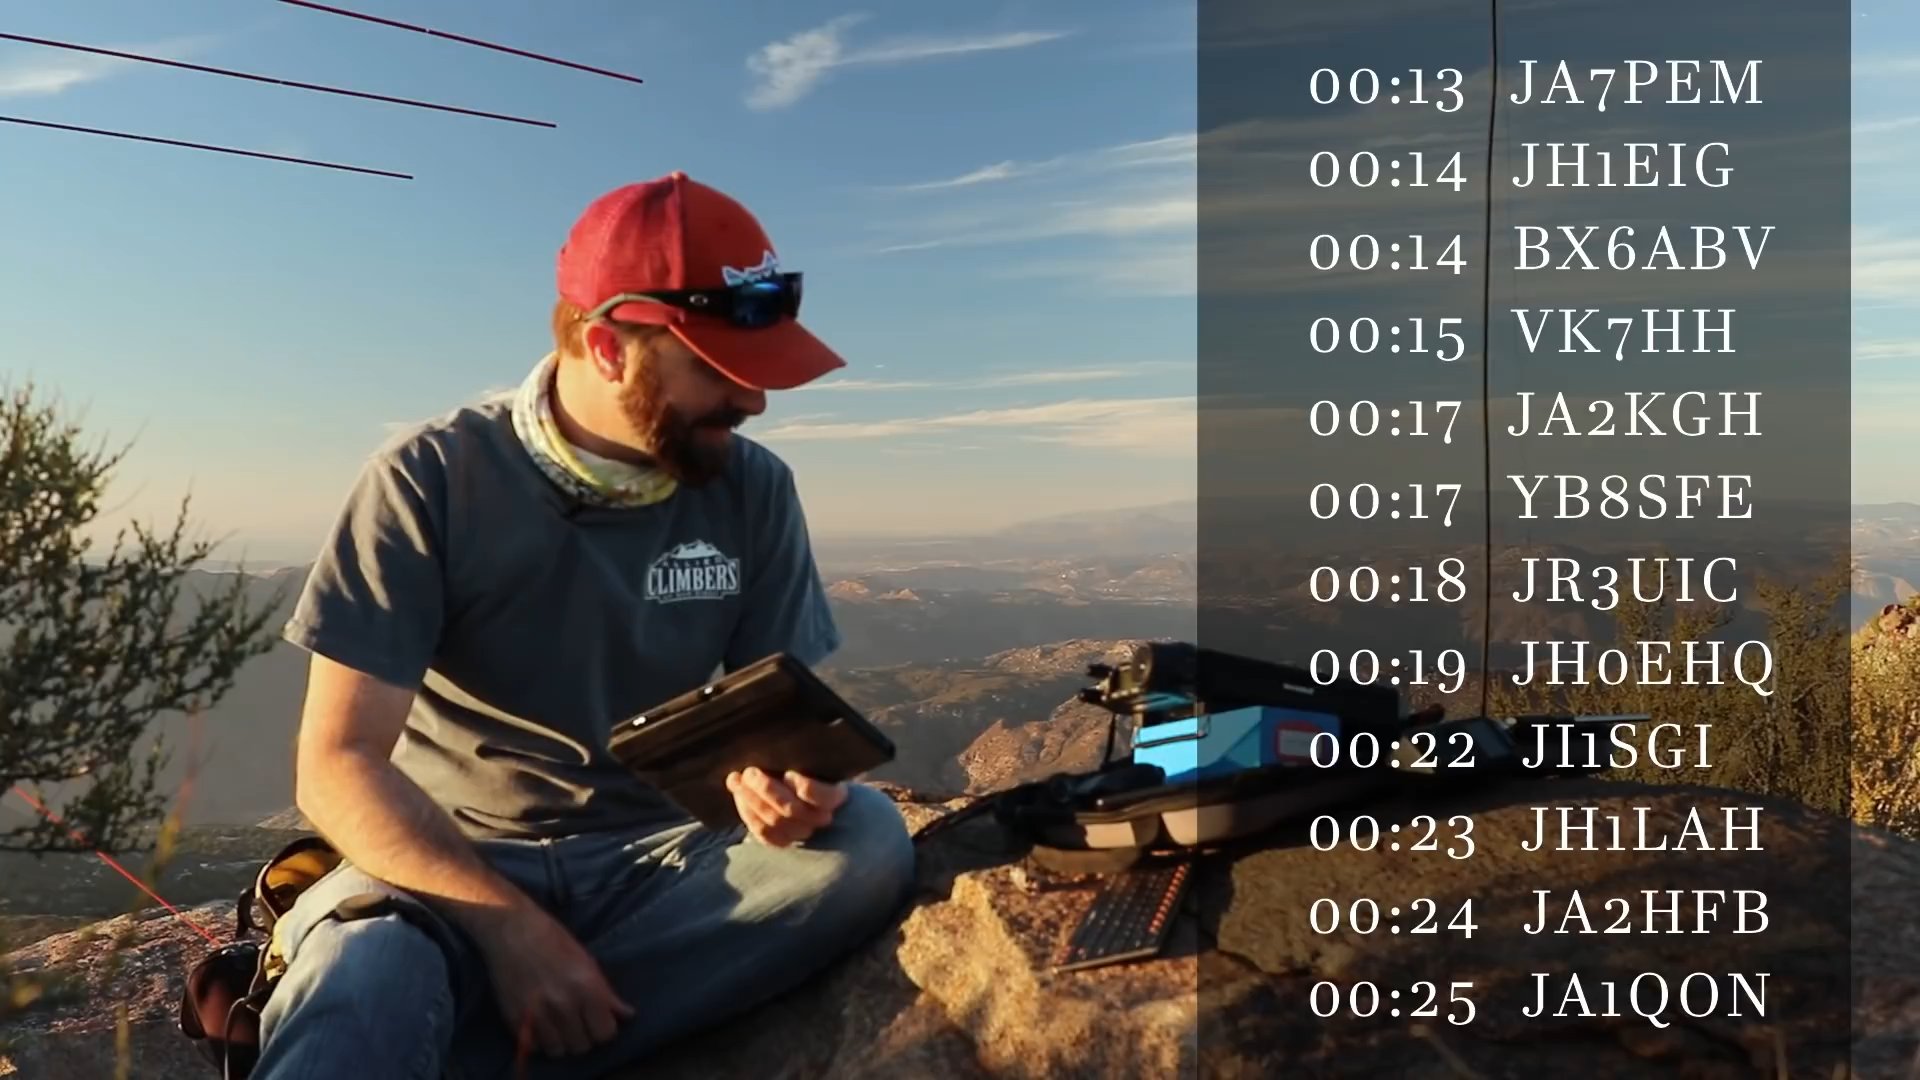 CLIMBERS
00:13 JA7PEM
00:14 JH1EIG
00:14 BX6ABV
00:15 VK7HH
00:17 JA2KGH
00:17 YB8SFE
00:18 JR3UIC
00:19 JH0EHQ
00:22 JI1SGI
00:23 JH1LAH
00:24 JA2HFB
00:25 JA1QON